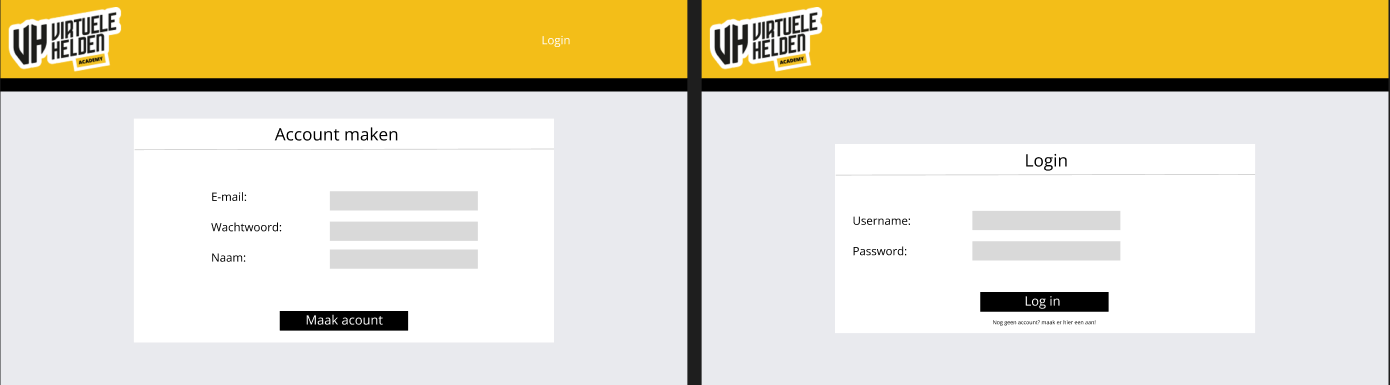 VH VIRTUELE
HELDEN
ACADEMY
Login
Account maken
E-mail:
Wachtwoord:
Naam:
Maak acount
VH VIRTUELE
HELDEN
ACADEMY
Login
Username:
Password:
Log in
Nog geen account? maak er hier een aan!